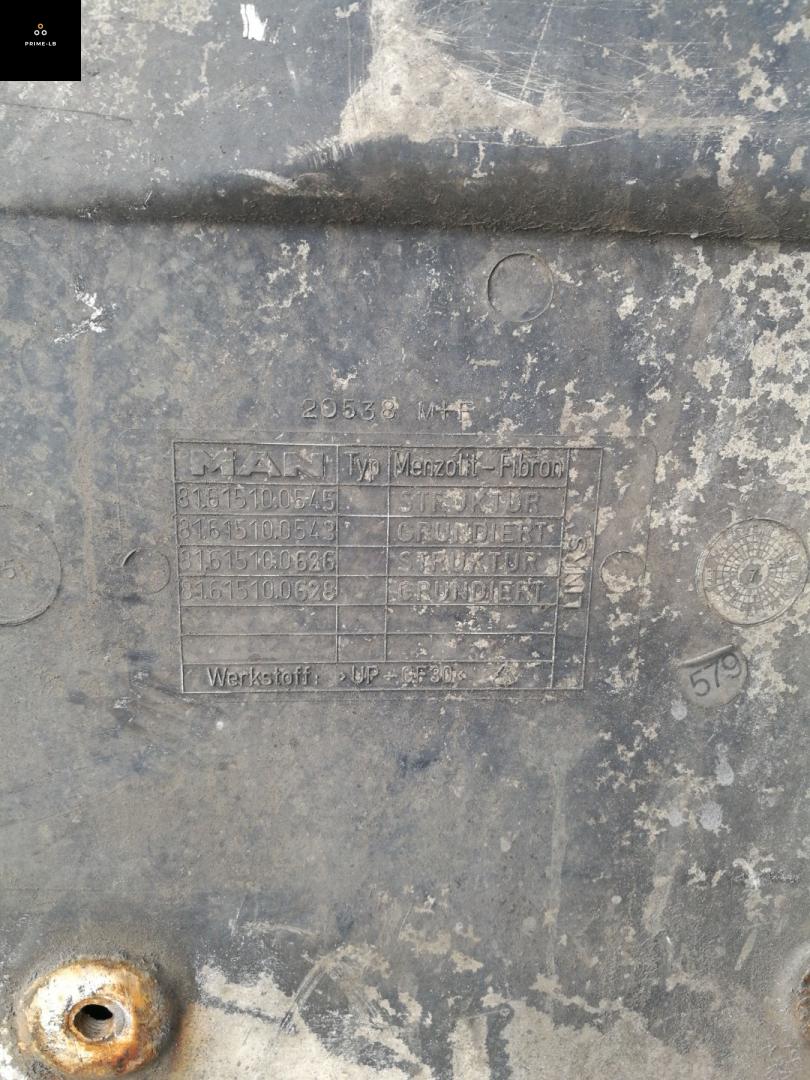 PRIME-LB
20538 M+F
MAN Typ Menzolit-Fibron
81.61510.0545 STRUKTUR
81.61510.0543 GRUNDIERT
81.61510.0626 STRUKTUR
81.61510.0628 GRUNDIERT
LINKS
Werkstoff: >UP-GF30<
5
7
579